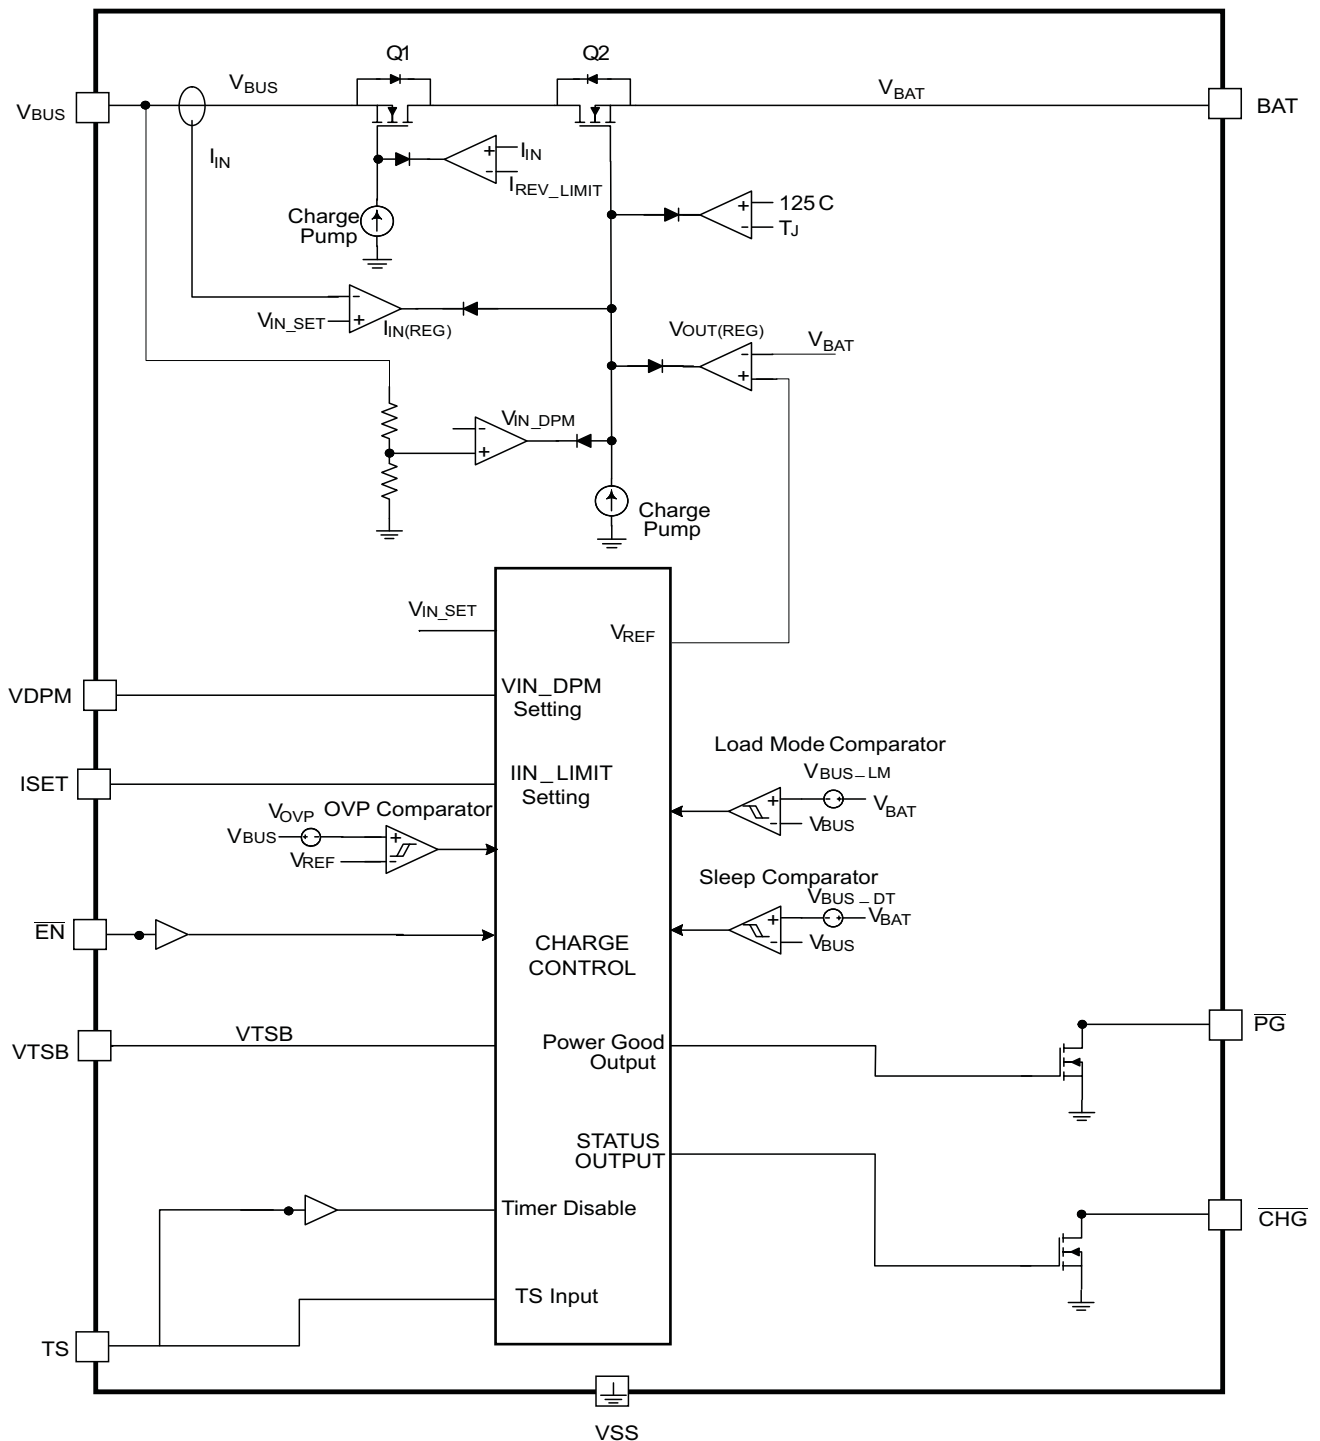 Q1
Q2
VBUS
VBAT
VBUS
BAT
IIN
+ IIN
- IREV_LIMIT
+ 125 C
- TJ
Charge
Pump
-
VIN_SET +
IIN(REG)
VOUT(REG)
- VBAT
+
VIN_DPM
-
+
Charge
Pump
VIN_SET
VREF
VDPM
VIN_DPM
Setting
Load Mode Comparator
ISET
IIN_LIMIT
Setting
VBUS_LM
+ - + VBAT
- VBUS
VOVP
OVP Comparator
VBUS + - +
VREF -
Sleep Comparator
VBUS_DT
+ - + VBAT
- VBUS
EN
CHARGE
CONTROL
PG
VTSB
VTSB
Power Good
Output
STATUS
OUTPUT
Timer Disable
CHG
TS Input
TS
VSS